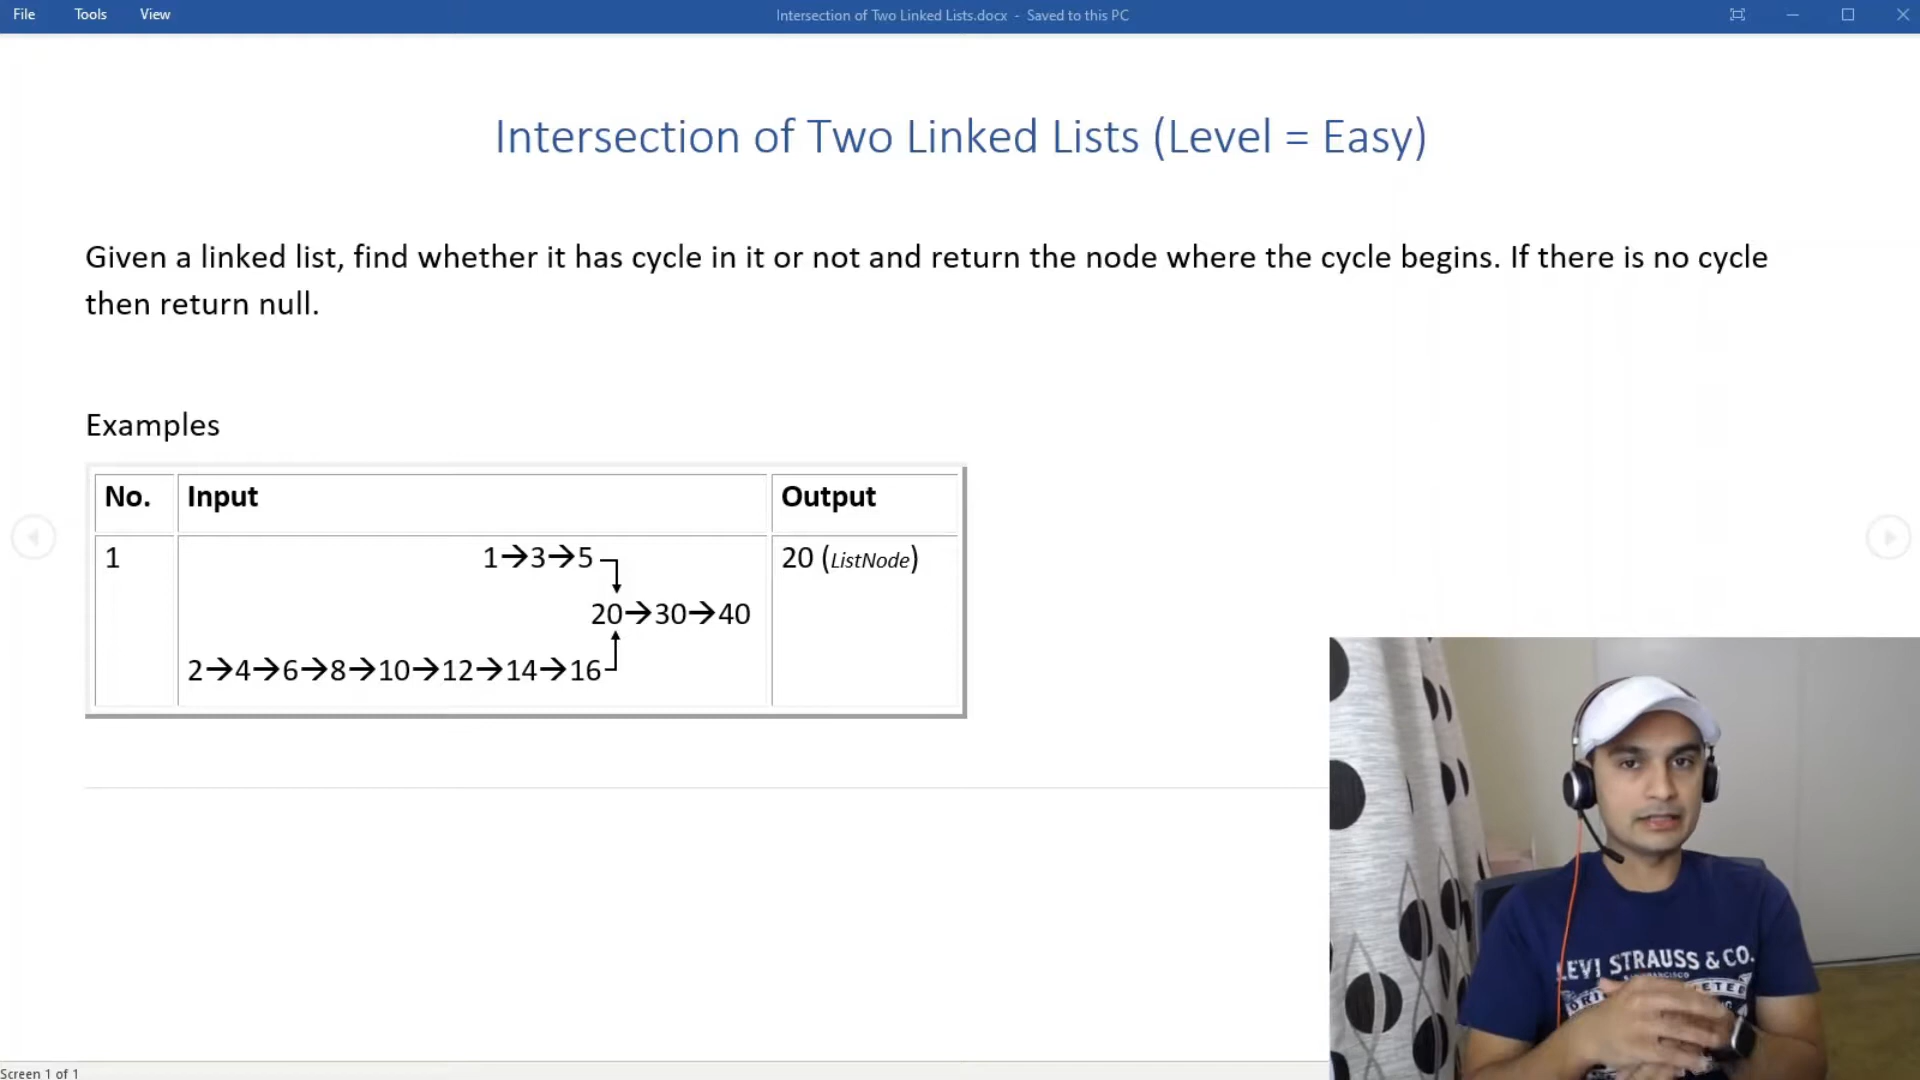 File Tools View Intersection of Two Linked Lists.docx - Saved to this PC
Intersection of Two Linked Lists (Level = Easy)
Given a linked list, find whether it has cycle in it or not and return the node where the cycle begins. If there is no cycle
then return null.
Examples
No. Input Output
1 1→3→5 20 (ListNode)
20→30→40
2→4→6→8→10→12→14→16
LEVI STRAUSS & CO.
Screen 1 of 1